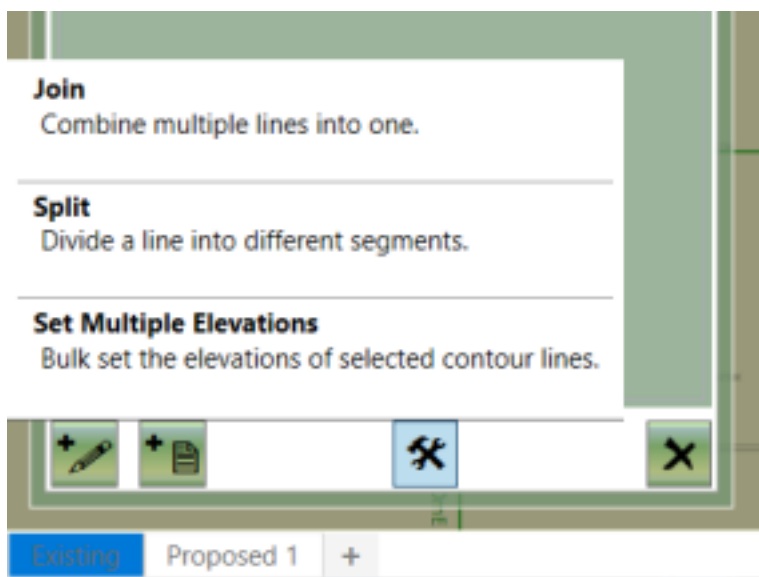 Join
Combine multiple lines into one.
Split
Divide a line into different segments.
Set Multiple Elevations
Bulk set the elevations of selected contour lines.
Existing
Proposed 1
+